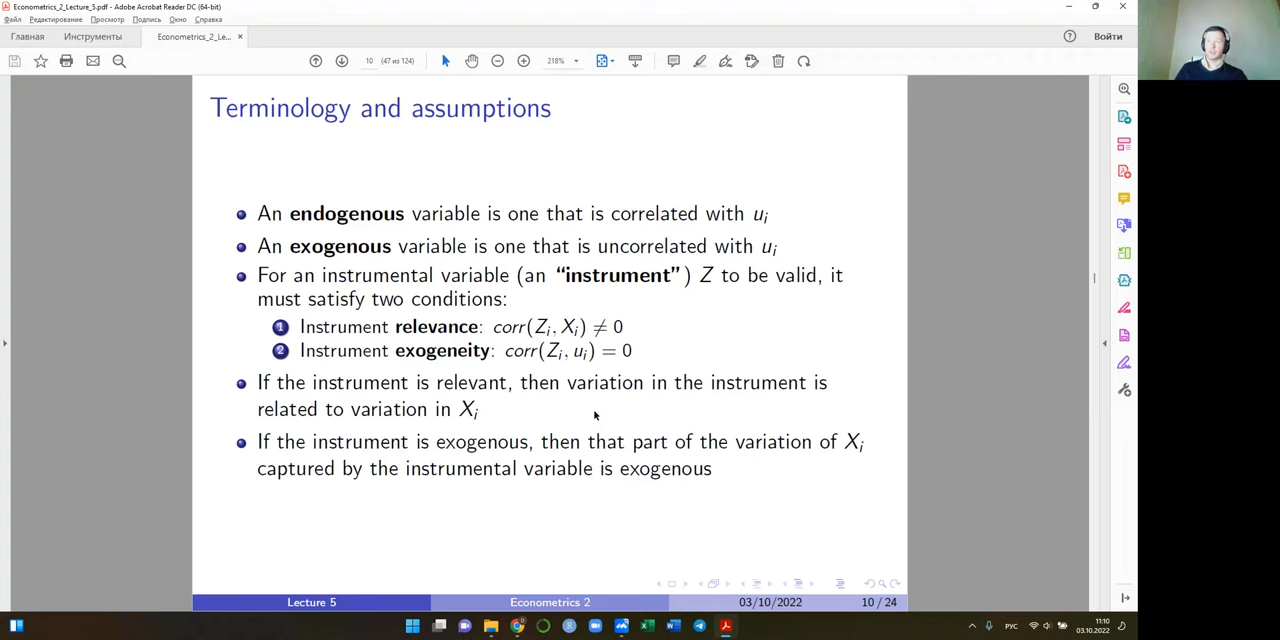 Econometrics_2_Lecture_5.pdf - Adobe Acrobat Reader DC (64-bit)
Файл Редактирование Просмотр Подпись Окно Справка
Главная Инструменты Econometrics_2_Le... × Войти
10 (47 из 124) 218%
Terminology and assumptions
An endogenous variable is one that is correlated with uᵢ
An exogenous variable is one that is uncorrelated with uᵢ
For an instrumental variable (an “instrument”) Z to be valid, it
must satisfy two conditions:
1 Instrument relevance: corr(Zᵢ, Xᵢ) ≠ 0
2 Instrument exogeneity: corr(Zᵢ, uᵢ) = 0
If the instrument is relevant, then variation in the instrument is
related to variation in Xᵢ
If the instrument is exogenous, then that part of the variation of Xᵢ
captured by the instrumental variable is exogenous
Lecture 5 Econometrics 2 03/10/2022 10 / 24
РУС 11:10
03.10.2022